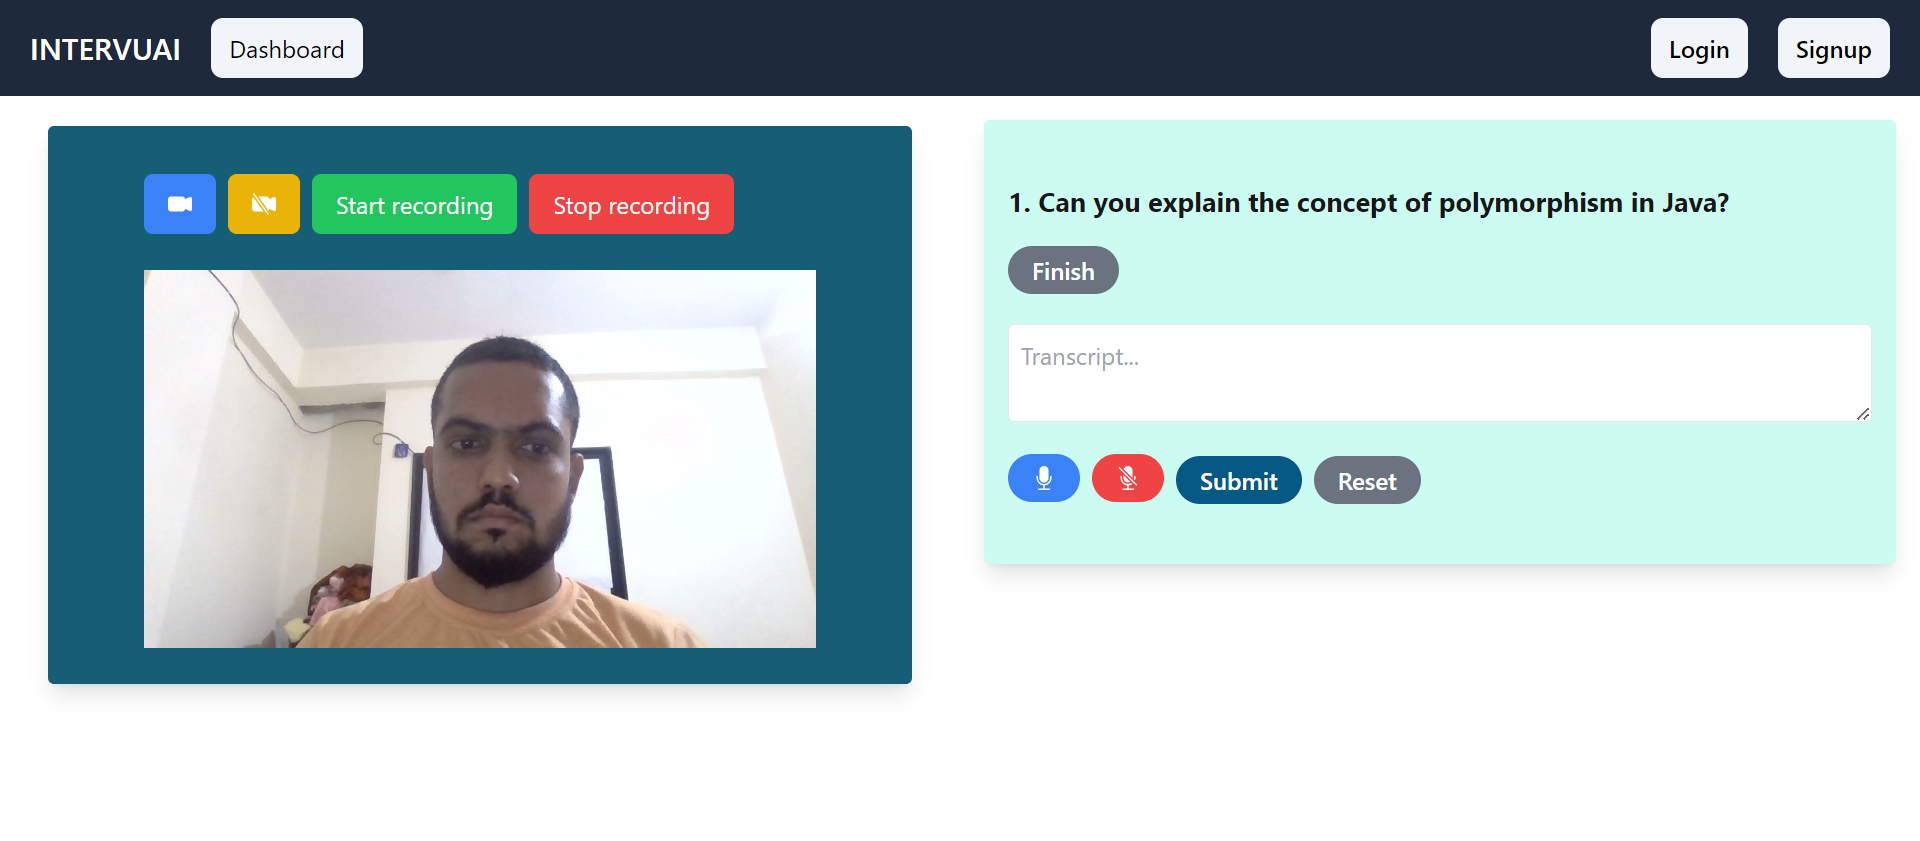 INTERVUAI Dashboard Login Signup
Start recording Stop recording
1. Can you explain the concept of polymorphism in Java?
Finish
Transcript...
Submit Reset